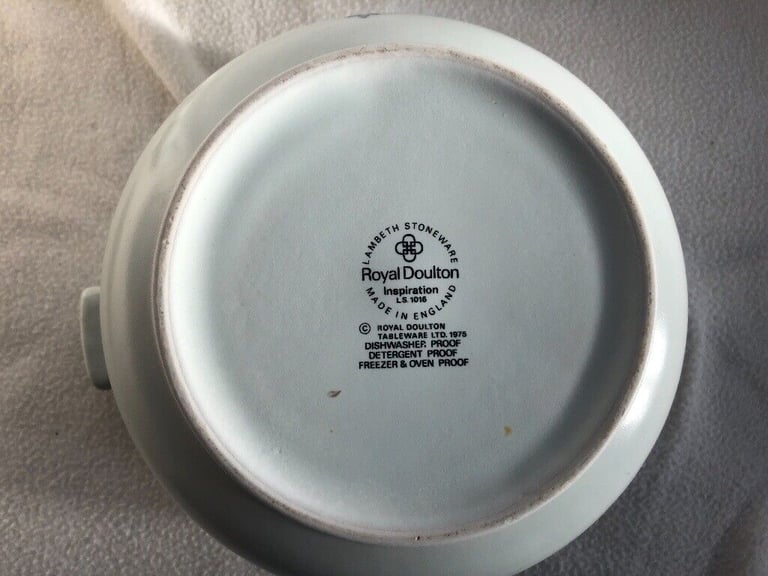 LAMBETH STONEWARE
Royal Doulton
Inspiration
L.S. 1016
MADE IN ENGLAND
© ROYAL DOULTON
TABLEWARE LTD. 1975
DISHWASHER PROOF
DETERGENT PROOF
FREEZER & OVEN PROOF